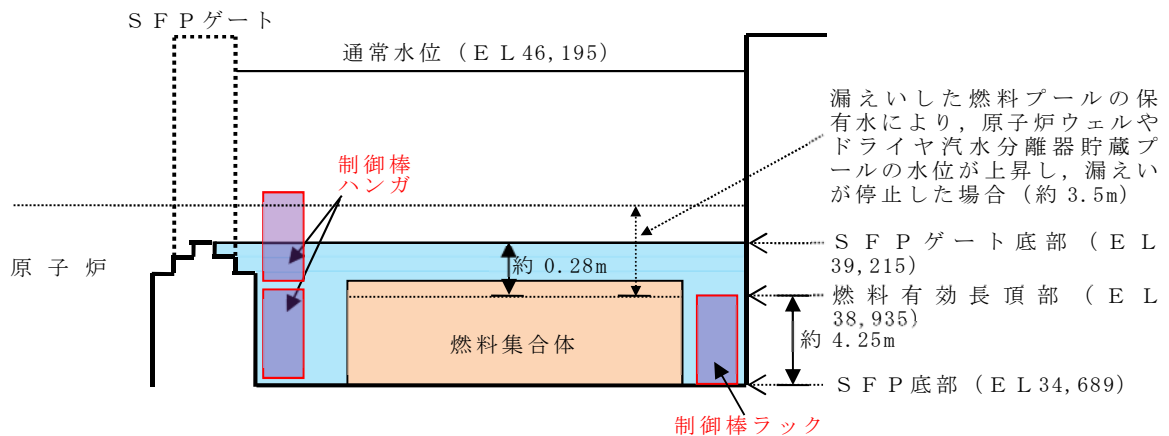 SFPゲート
通常水位(EL46,195)
漏えいした燃料プールの保
有水により,原子炉ウェルや
ドライヤ汽水分離器貯蔵プ
ールの水位が上昇し,漏えい
が停止した場合(約3.5m)
制御棒
ハンガ
SFPゲート底部(EL
39,215)
原子炉
約0.28m
燃料有効長頂部(EL
38,935)
約
4.25m
燃料集合体
SFP底部(EL34,689)
制御棒ラック